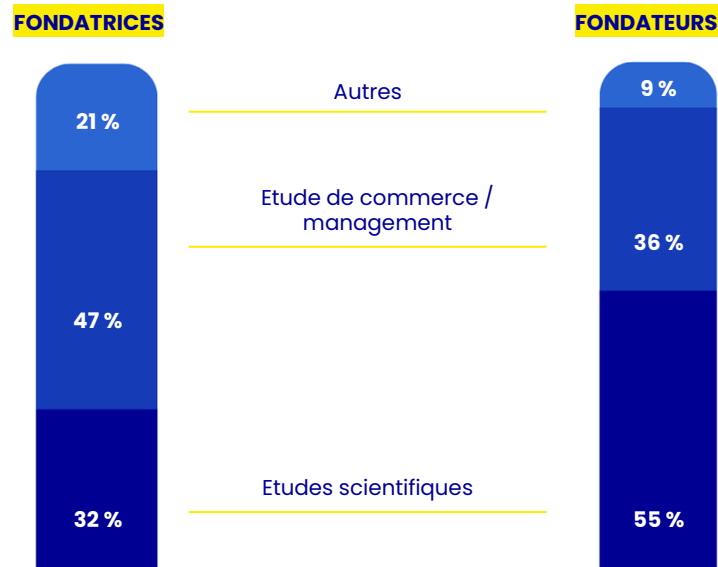 FONDATRICES
FONDATEURS
21 %
Autres
9 %
Etude de commerce /
management
36 %
47 %
Etudes scientifiques
32 %
55 %